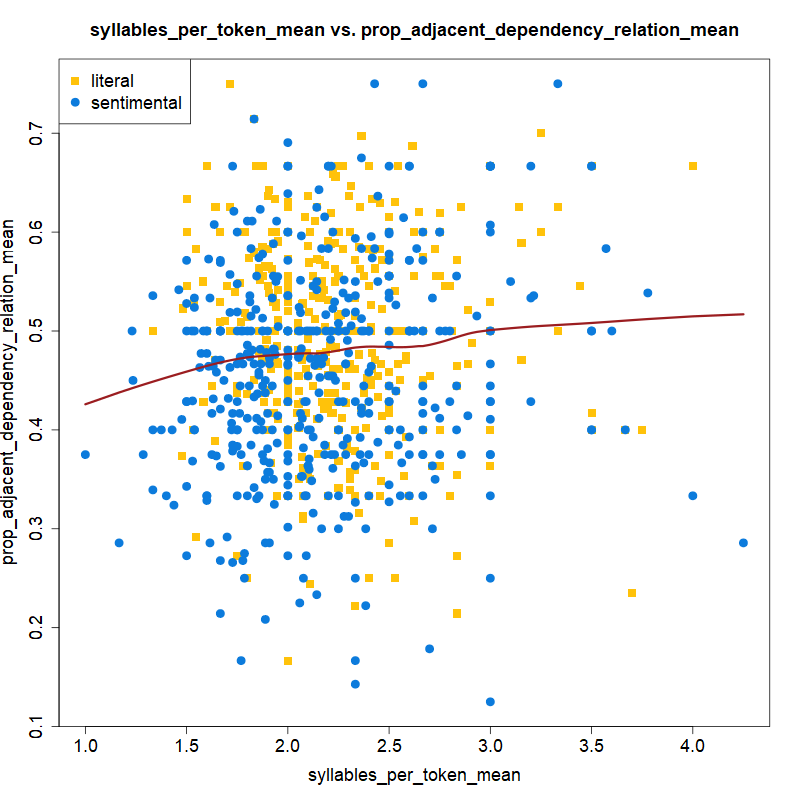 syllables_per_token_mean vs. prop_adjacent_dependency_relation_mean
literal
sentimental
prop_adjacent_dependency_relation_mean
0.7
0.6
0.5
0.4
0.3
0.2
0.1
1.0 1.5 2.0 2.5 3.0 3.5 4.0
syllables_per_token_mean